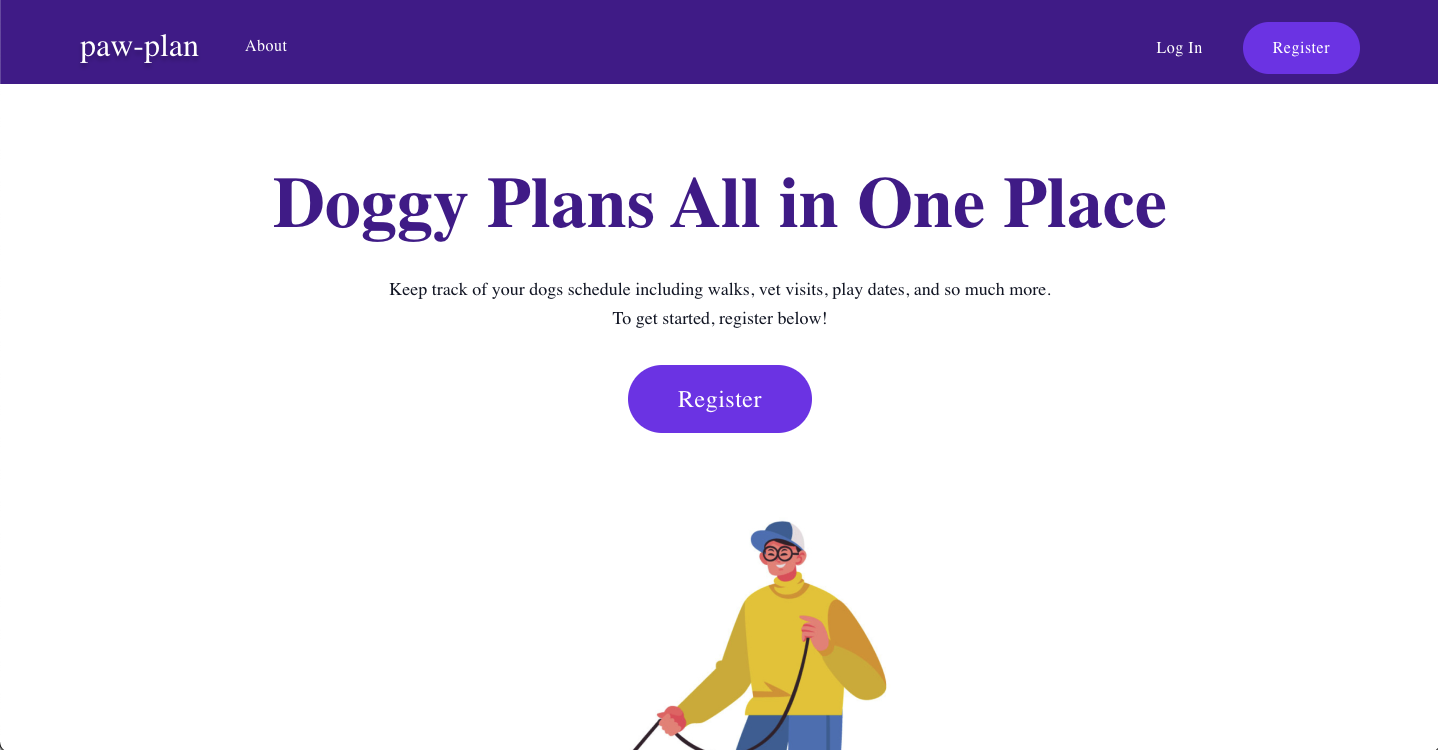 paw-plan
About
Log In
Register
Doggy Plans All in One Place
Keep track of your dogs schedule including walks, vet visits, play dates, and so much more.
To get started, register below!
Register